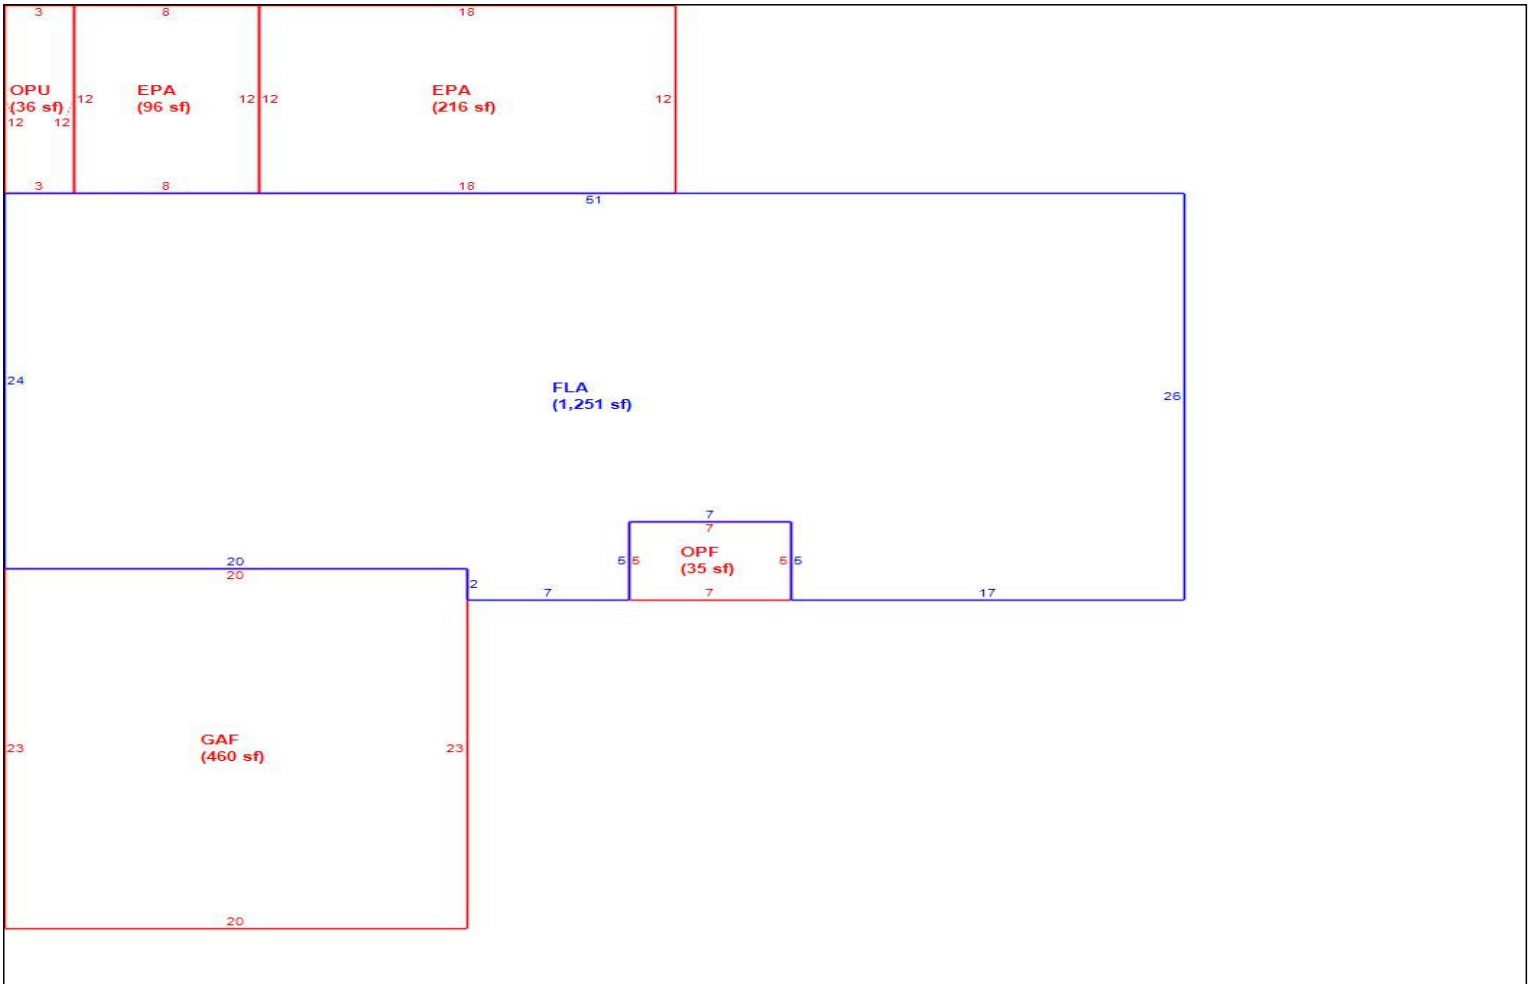 3 8 18
OPU EPA EPA
(36 sf) 12 (96 sf) 12 12 (216 sf) 12
12 12
3 8 18
51
24 FLA 26
(1,251 sf)
7
20 7
20 5 5 OPF 5 5
(35 sf)
2 7 7 17
GAF
23 (460 sf) 23
20